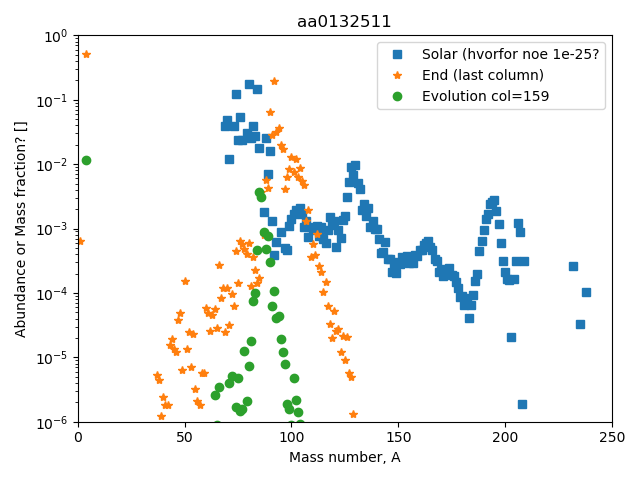 aa0132511
Solar (hvorfor noe 1e-25?
End (last column)
Evolution col=159
Abundance or Mass fraction? []
10⁰
10⁻¹
10⁻²
10⁻³
10⁻⁴
10⁻⁵
10⁻⁶
0 50 100 150 200 250
Mass number, A